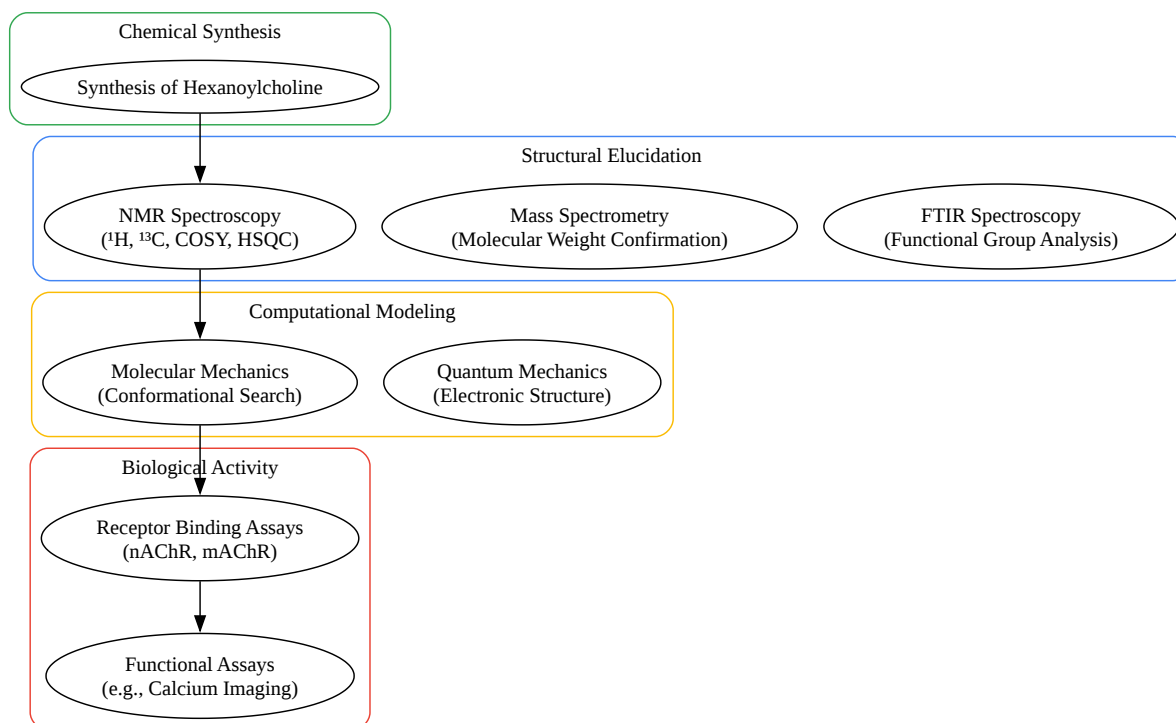 Chemical Synthesis
Synthesis of Hexanoylcholine
Structural Elucidation
NMR Spectroscopy
(¹H, ¹³C, COSY, HSQC)
Mass Spectrometry
(Molecular Weight Confirmation)
FTIR Spectroscopy
(Functional Group Analysis)
Computational Modeling
Molecular Mechanics
(Conformational Search)
Quantum Mechanics
(Electronic Structure)
Biological Activity
Receptor Binding Assays
(nAChR, mAChR)
Functional Assays
(e.g., Calcium Imaging)